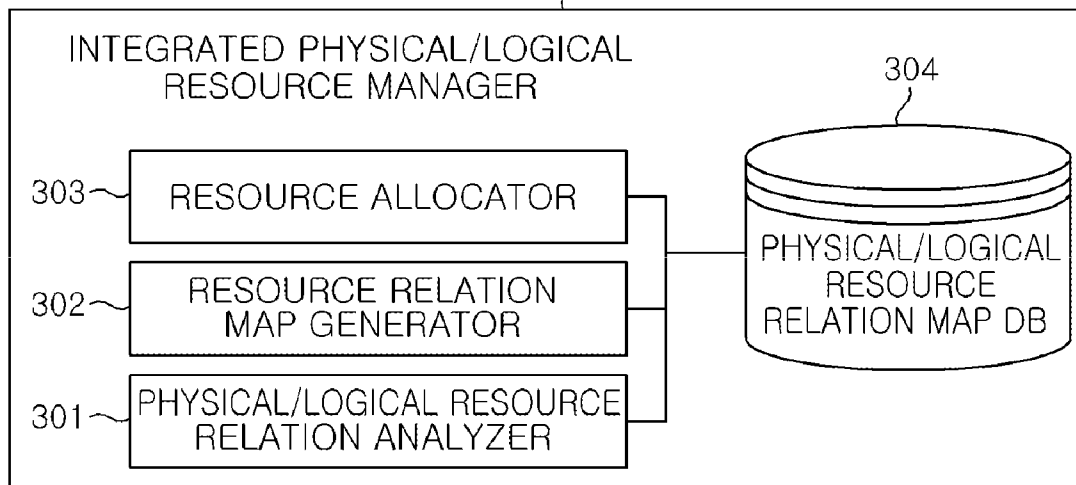 INTEGRATED PHYSICAL/LOGICAL
RESOURCE MANAGER
304
303
RESOURCE ALLOCATOR
302
RESOURCE RELATION
MAP GENERATOR
301
PHYSICAL/LOGICAL RESOURCE
RELATION ANALYZER
PHYSICAL/LOGICAL
RESOURCE
RELATION MAP DB